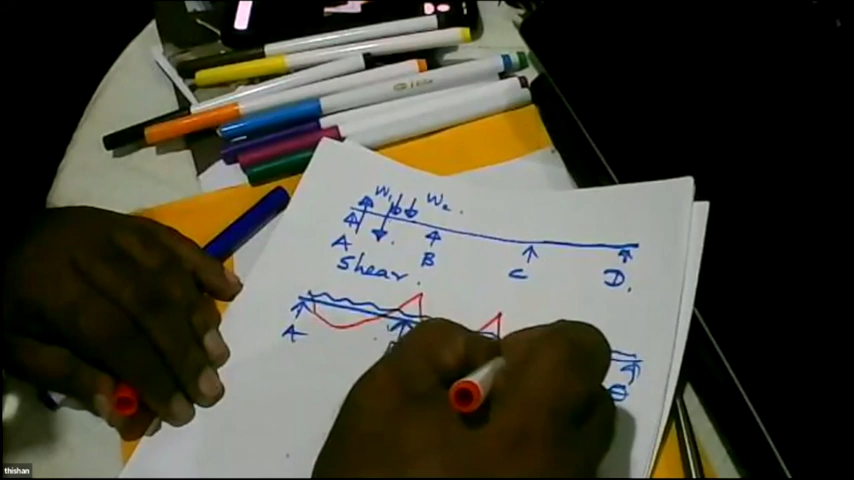 W₁ W₂.
A B C D.
Shear.
A
thishan